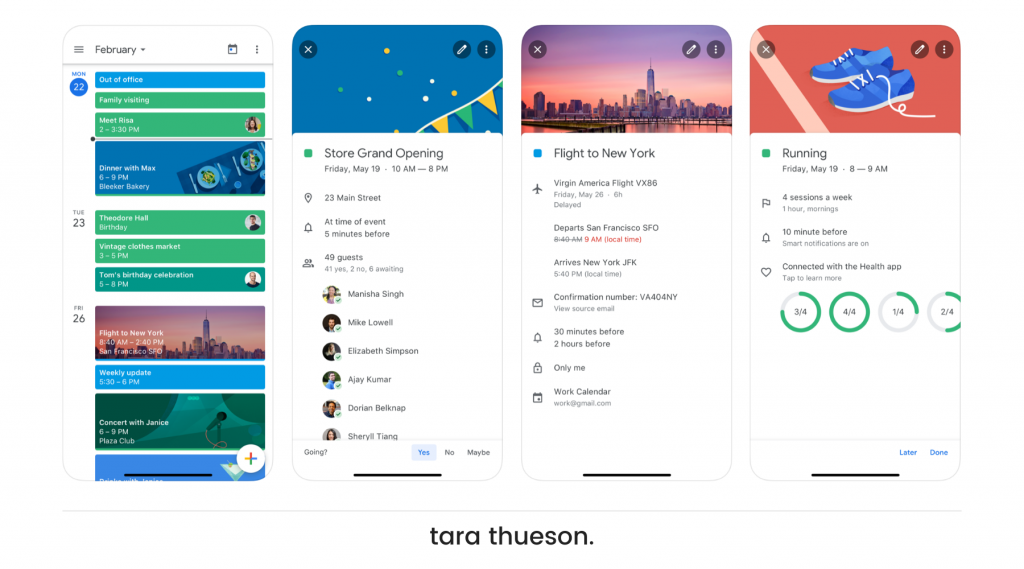 February
MON
22
Out of office
Family visiting
Meet Risa
2 – 3:30 PM
Dinner with Max
6 – 9 PM
Bleeker Bakery
TUE
23
Theodore Hall
Birthday
Vintage clothes market
3 – 5 PM
Tom's birthday celebration
5 – 8 PM
FRI
26
Flight to New York
8:40 AM – 2:40 PM
San Francisco SFO
Weekly update
5:30 – 6 PM
Concert with Janice
6 – 9 PM
Plaza Club
Drinks with Janice
Store Grand Opening
Friday, May 19 · 10 AM — 8 PM
23 Main Street
At time of event
5 minutes before
49 guests
41 yes, 2 no, 6 awaiting
Manisha Singh
Mike Lowell
Elizabeth Simpson
Ajay Kumar
Dorian Belknap
Sheryll Tiang
Going?
Yes
No
Maybe
Flight to New York
Virgin America Flight VX86
Friday, May 26 · 6h
Delayed
Departs San Francisco SFO
8:40 AM 9 AM (local time)
Arrives New York JFK
5:40 PM (local time)
Confirmation number: VA404NY
View source email
30 minutes before
2 hours before
Only me
Work Calendar
work@gmail.com
Running
Friday, May 19 · 8 — 9 AM
4 sessions a week
1 hour, mornings
10 minute before
Smart notifications are on
Connected with the Health app
Tap to learn more
3/4
4/4
1/4
2/4
Later
Done
tara thueson.